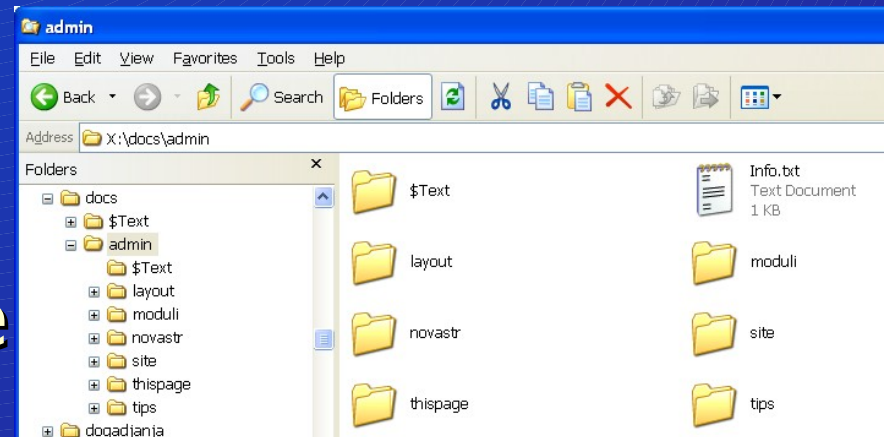 admin
File Edit View Favorites Tools Help
Back Search Folders
Address X:\docs\admin
Folders x
docs
$Text
admin
$Text
layout
moduli
novastr
site
thispage
tips
dogadjanja
$Text
Info.txt
Text Document
1 KB
layout
moduli
novastr
site
thispage
tips
e